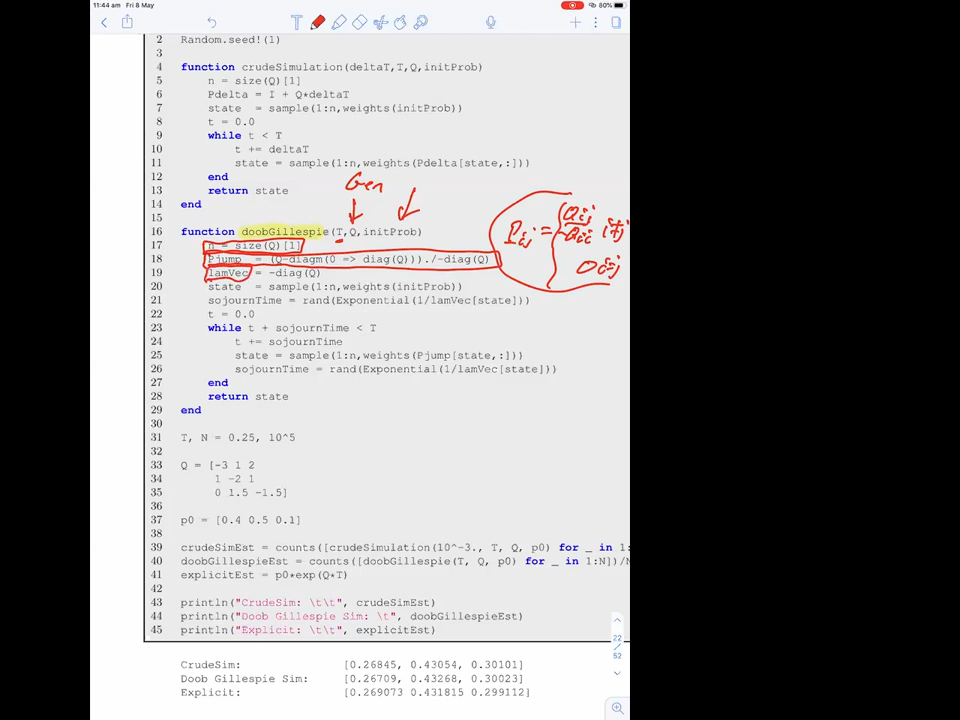 11:44 am Fri 8 May
80%
2 Random.seed!(1)
3
4 function crudeSimulation(deltaT,T,Q,initProb)
5 n = size(Q)[1]
6 Pdelta = I + Q*deltaT
7 state = sample(1:n,weights(initProb))
8 t = 0.0
9 while t < T
10 t += deltaT
11 state = sample(1:n,weights(Pdelta[state,:]))
12 end
13 return state
14 end
Gen
15
16 function doobGillespie(T,Q,initProb)
17 n = size(Q)[1]
18 Pjump = (Q-diagm(0 => diag(Q)))./-diag(Q)
19 lamVec = -diag(Q)
20 state = sample(1:n,weights(initProb))
21 sojournTime = rand(Exponential(1/lamVec[state]))
22 t = 0.0
23 while t + sojournTime < T
24 t += sojournTime
25 state = sample(1:n,weights(Pjump[state,:]))
26 sojournTime = rand(Exponential(1/lamVec[state]))
27 end
28 return state
29 end
30
31 T, N = 0.25, 10^5
32
33 Q = [-3 1 2
34 1 -2 1
35 0 1.5 -1.5]
36
37 p0 = [0.4 0.5 0.1]
38
39 crudeSimEst = counts([crudeSimulation(10^-3., T, Q, p0) for _ in 1:
40 doobGillespieEst = counts([doobGillespie(T, Q, p0) for _ in 1:N])/N
41 explicitEst = p0*exp(Q*T)
42
43 println("CrudeSim: \t\t", crudeSimEst)
44 println("Doob Gillespie Sim: \t", doobGillespieEst)
45 println("Explicit: \t\t", explicitEst)
22
/
52
CrudeSim: [0.26845, 0.43054, 0.30101]
Doob Gillespie Sim: [0.26709, 0.43268, 0.30023]
Explicit: [0.269073 0.431815 0.299112]